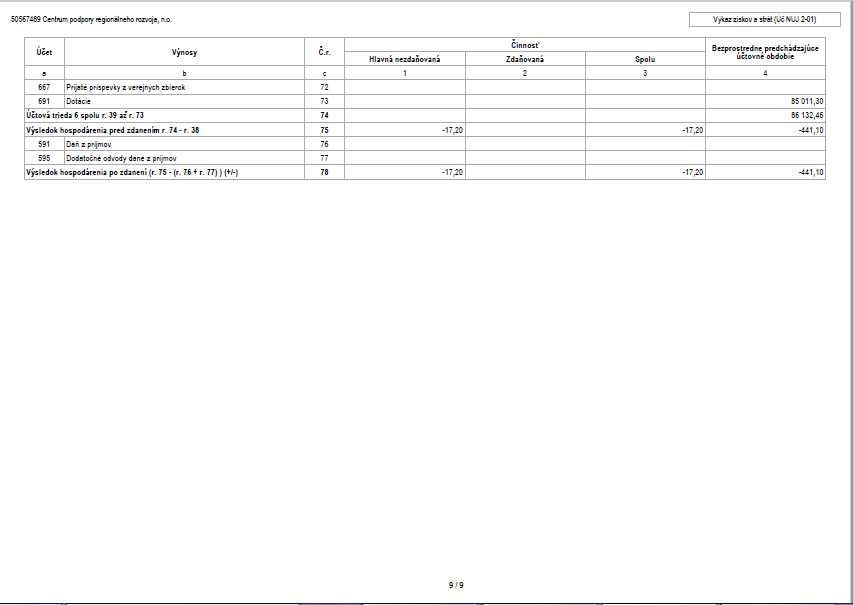 50567489 Centrum podpory regionálneho rozvoja, n.o.
Výkaz ziskov a strát (Úč NUJ 2-01)
Účet Výnosy Č.r. Činnosť Bezprostredne predchádzajúce účtovné obdobie
Hlavná nezdaňovaná Zdaňovaná Spolu
a b c 1 2 3 4
667 Prijaté príspevky z verejných zbierok 72
691 Dotácie 73 85 011,30
Účtová trieda 6 spolu r. 39 až r. 73 74 86 132,46
Výsledok hospodárenia pred zdanením r. 74 - r. 38 75 -17,20 -17,20 -441,10
591 Daň z príjmov 76
595 Dodatočné odvody dane z príjmov 77
Výsledok hospodárenia po zdanení (r. 75 - (r. 76 + r. 77) ) (+/-) 78 -17,20 -17,20 -441,10
9 / 9